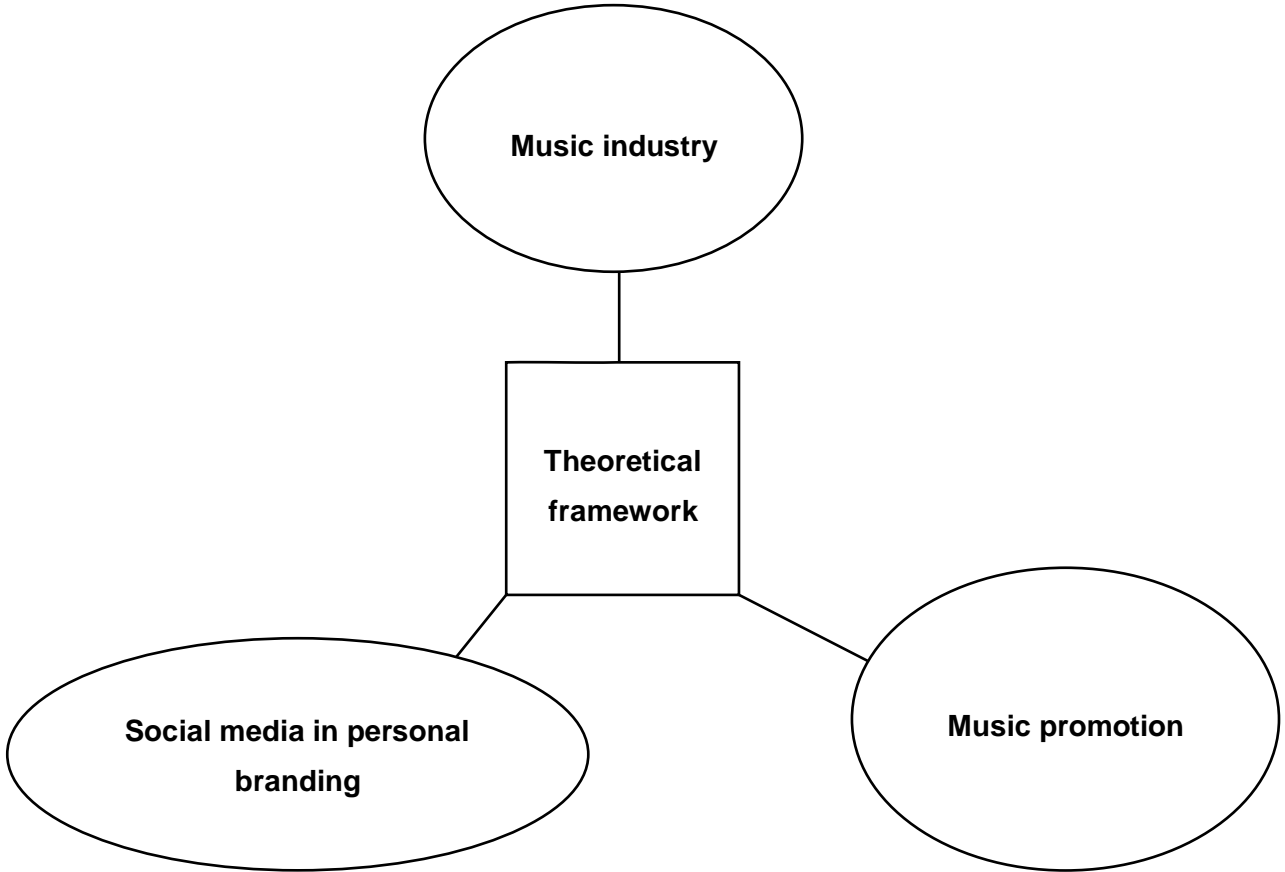 Music industry
Theoretical
framework
Social media in personal
branding
Music promotion